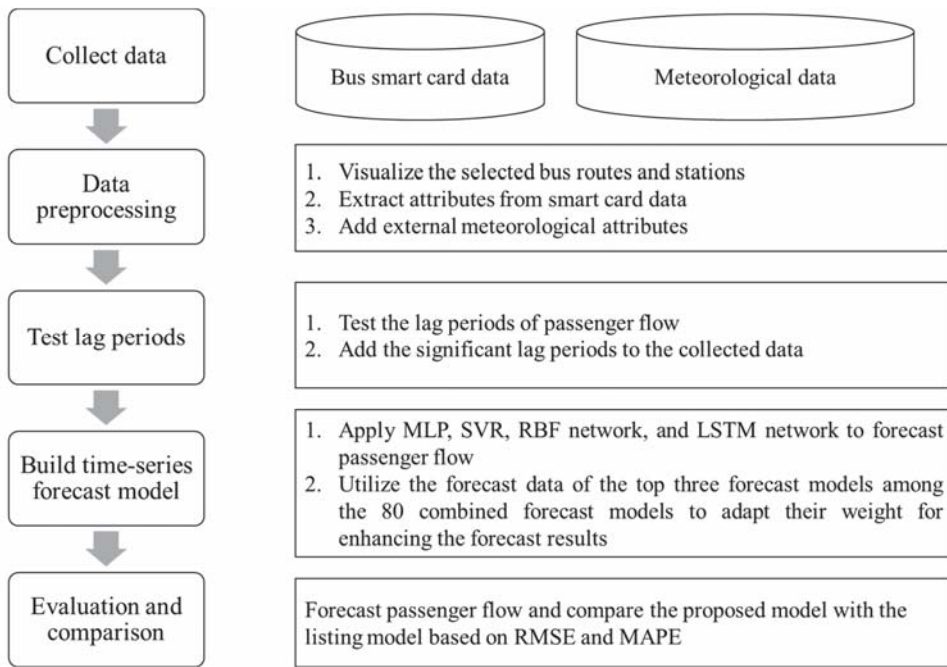 Collect data
Bus smart card data
Meteorological data
Data
preprocessing
1. Visualize the selected bus routes and stations
2. Extract attributes from smart card data
3. Add external meteorological attributes
Test lag periods
1. Test the lag periods of passenger flow
2. Add the significant lag periods to the collected data
Build time-series
forecast model
1. Apply MLP, SVR, RBF network, and LSTM network to forecast
passenger flow
2. Utilize the forecast data of the top three forecast models among
the 80 combined forecast models to adapt their weight for
enhancing the forecast results
Evaluation and
comparison
Forecast passenger flow and compare the proposed model with the
listing model based on RMSE and MAPE